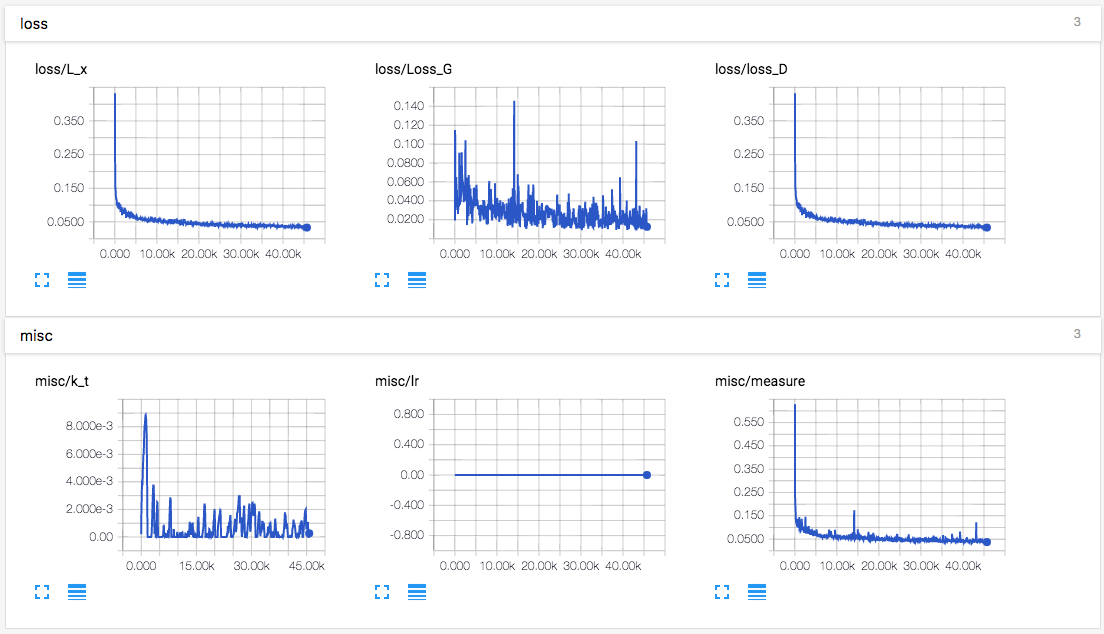 loss 3
loss/L_x loss/Loss_G loss/loss_D
0.350 0.250 0.150 0.0500
0.000 10.00k 20.00k 30.00k 40.00k
0.140 0.120 0.100 0.0800 0.0600 0.0400 0.0200
0.000 10.00k 20.00k 30.00k 40.00k
0.350 0.250 0.150 0.0500
0.000 10.00k 20.00k 30.00k 40.00k
misc 3
misc/k_t misc/lr misc/measure
8.000e-3 6.000e-3 4.000e-3 2.000e-3 0.00
0.000 15.00k 30.00k 45.00k
0.800 0.400 0.00 -0.400 -0.800
0.000 10.00k 20.00k 30.00k 40.00k
0.550 0.450 0.350 0.250 0.150 0.0500
0.000 10.00k 20.00k 30.00k 40.00k